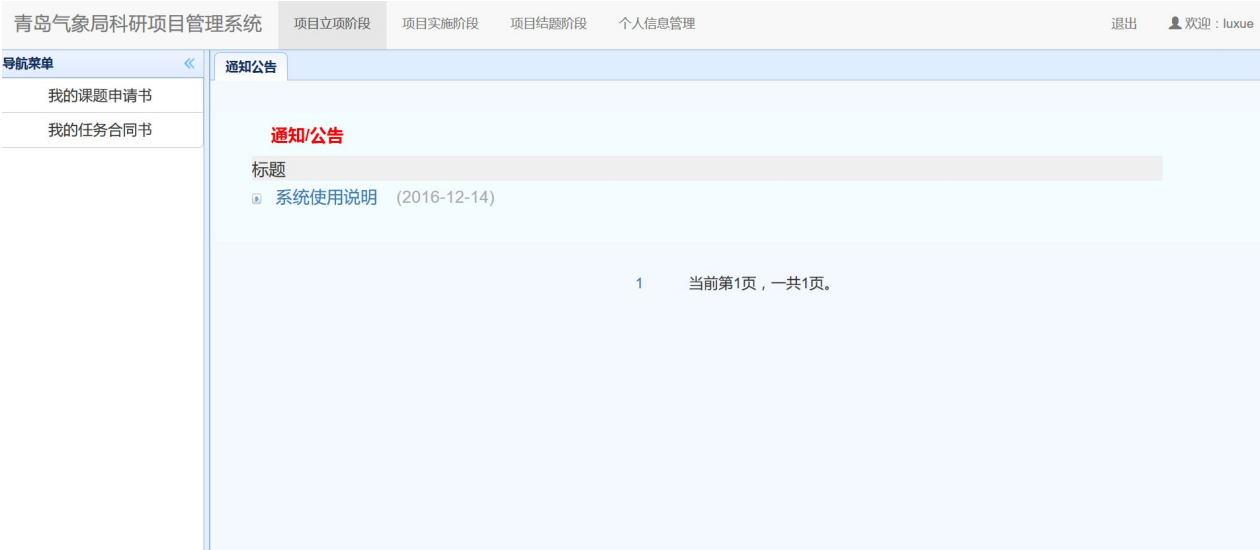 青岛气象局科研项目管理系统 项目立项阶段 项目实施阶段 项目结题阶段 个人信息管理 退出 欢迎：luxue
导航菜单 通知公告
我的课题申请书
我的任务合同书
通知/公告
标题
系统使用说明 (2016-12-14)
1 当前第1页，一共1页。